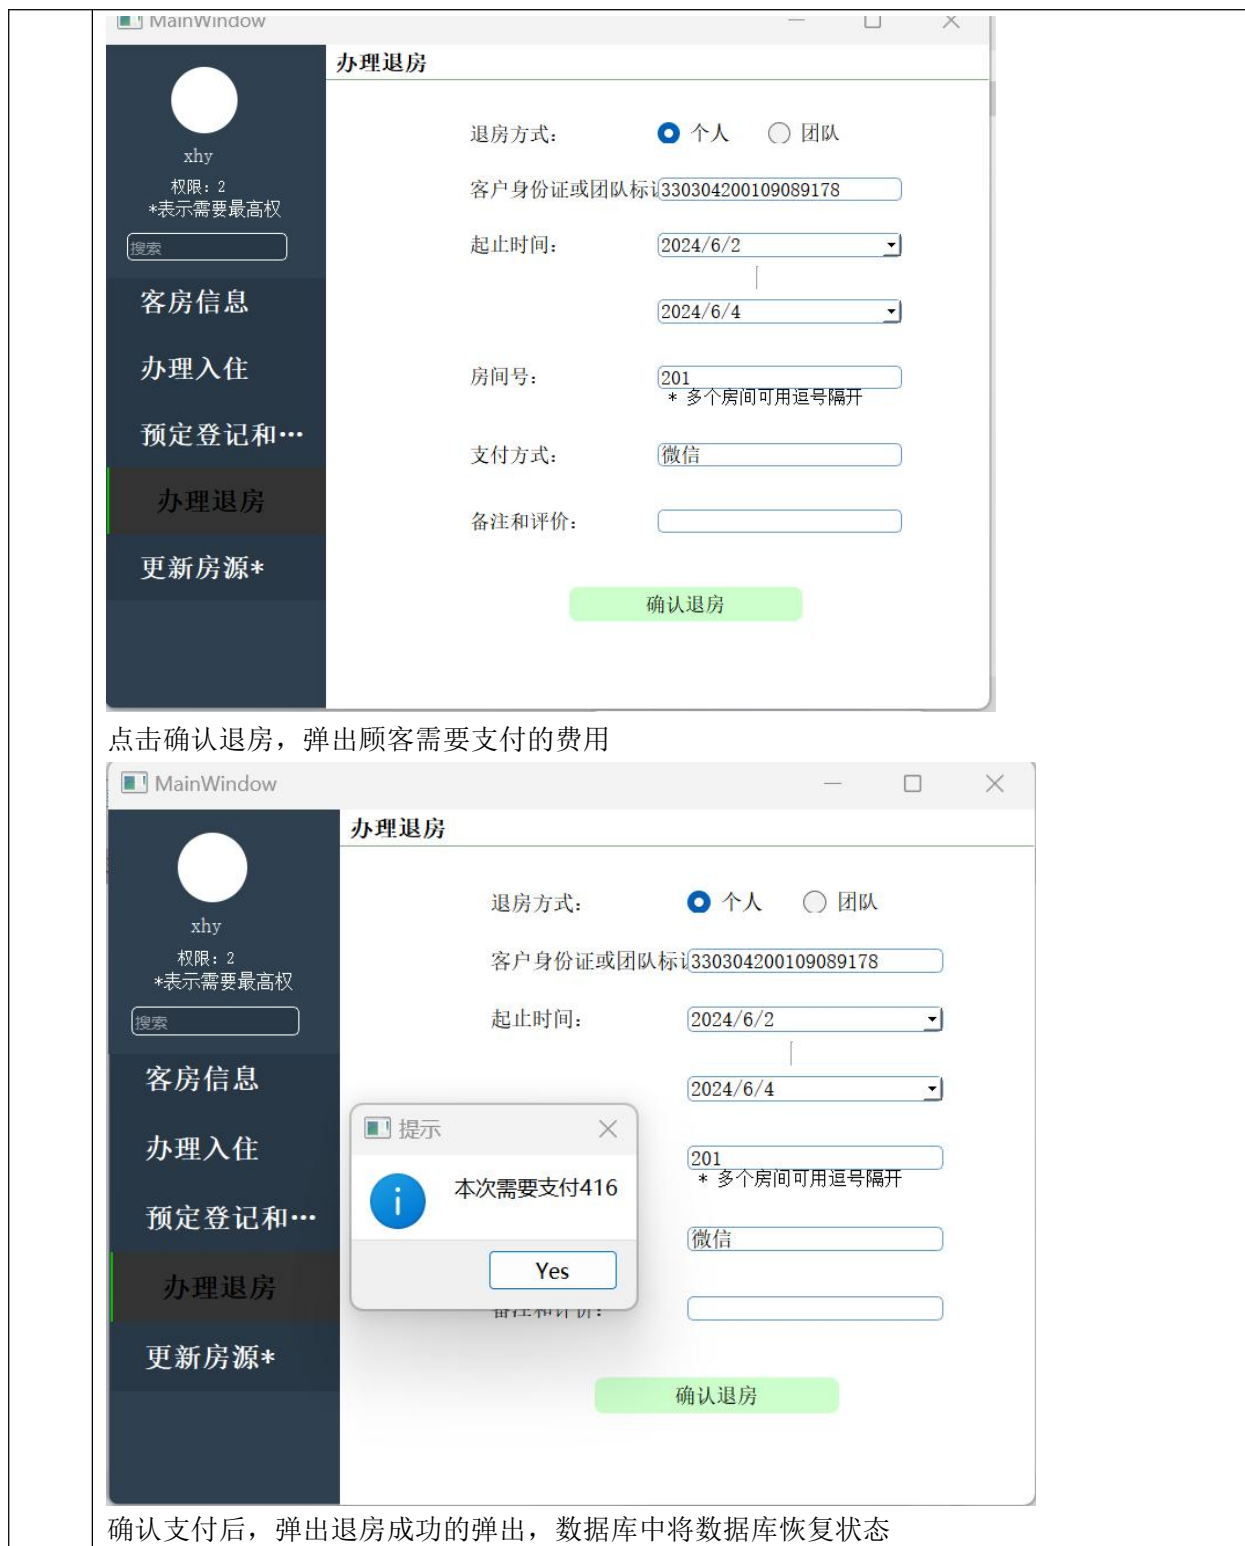 MainWindow
办理退房
xhy
权限：2
*表示需要最高权
搜索
客房信息
办理入住
预定登记和…
办理退房
更新房源*
退房方式：
个人
团队
客户身份证或团队标
330304200109089178
起止时间：
2024/6/2
2024/6/4
房间号：
201
* 多个房间可用逗号隔开
支付方式：
微信
备注和评价：
确认退房
点击确认退房，弹出顾客需要支付的费用
MainWindow
办理退房
xhy
权限：2
*表示需要最高权
搜索
客房信息
办理入住
预定登记和…
办理退房
更新房源*
退房方式：
个人
团队
客户身份证或团队标
330304200109089178
起止时间：
2024/6/2
2024/6/4
提示
本次需要支付416
Yes
201
* 多个房间可用逗号隔开
微信
备注和评价：
确认退房
确认支付后，弹出退房成功的弹出，数据库中将数据库恢复状态